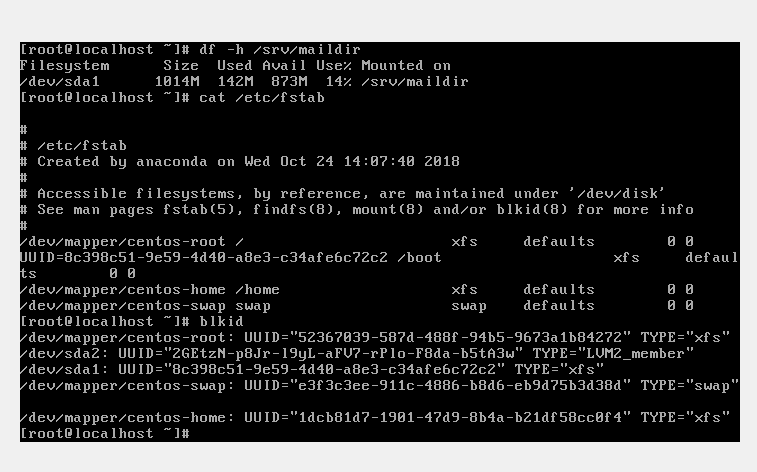 [root@localhost ~]# df -h /srv/maildir
Filesystem      Size  Used Avail Use% Mounted on
/dev/sda1      1014M  142M  873M  14% /srv/maildir
[root@localhost ~]# cat /etc/fstab
#
# /etc/fstab
# Created by anaconda on Wed Oct 24 14:07:40 2018
#
# Accessible filesystems, by reference, are maintained under '/dev/disk'
# See man pages fstab(5), findfs(8), mount(8) and/or blkid(8) for more info
#
/dev/mapper/centos-root /                       xfs     defaults        0 0
UUID=8c398c51-9e59-4d40-a8e3-c34afe6c72c2 /boot                   xfs     defaul
ts        0 0
/dev/mapper/centos-home /home                   xfs     defaults        0 0
/dev/mapper/centos-swap swap                    swap    defaults        0 0
[root@localhost ~]# blkid
/dev/mapper/centos-root: UUID="52367039-587d-488f-94b5-9673a1b84272" TYPE="xfs"
/dev/sda2: UUID="2GEtzN-p8Jr-l9yL-aFV7-rPlo-F8da-b5tA3w" TYPE="LVM2_member"
/dev/sda1: UUID="8c398c51-9e59-4d40-a8e3-c34afe6c72c2" TYPE="xfs"
/dev/mapper/centos-swap: UUID="e3f3c3ee-911c-4886-b8d6-eb9d75b3d38d" TYPE="swap"
/dev/mapper/centos-home: UUID="1dcb81d7-1901-47d9-8b4a-b21df58cc0f4" TYPE="xfs"
[root@localhost ~]#